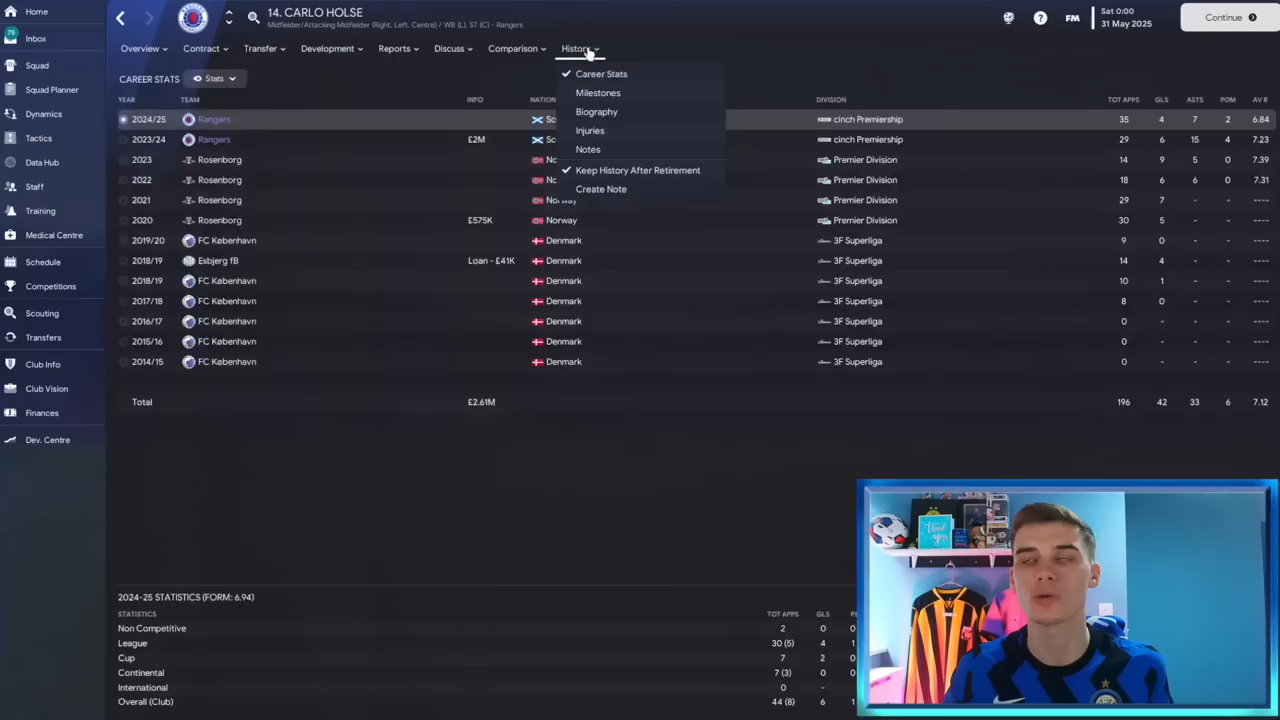 Home
14. CARLO HOLSE
Midfielder/Attacking Midfielder (Right, Left, Centre) / WB (L), ST (C) - Rangers
FM
Sat 0:00
31 May 2025
Continue
75
Inbox
Squad
Squad Planner
Dynamics
Tactics
Data Hub
Staff
Training
Medical Centre
Schedule
Competitions
Scouting
Transfers
Club Info
Club Vision
Finances
Dev. Centre
Overview Contract Transfer Development Reports Discuss Comparison History
CAREER STATS Stats
Career Stats
Milestones
Biography
Injuries
Notes
Keep History After Retirement
Create Note
YEAR TEAM INFO NATION DIVISION TOT APPS GLS ASTS POM AV R
2024/25 Rangers Sc cinch Premiership 35 4 7 2 6.84
2023/24 Rangers £2M Sc cinch Premiership 29 6 15 4 7.23
2023 Rosenborg No Premier Division 14 9 5 0 7.39
2022 Rosenborg No Premier Division 18 6 6 0 7.31
2021 Rosenborg Norway Premier Division 29 7 - - ----
2020 Rosenborg £575K Norway Premier Division 30 5 - - ----
2019/20 FC København Denmark 3F Superliga 9 0 - - ----
2018/19 Esbjerg fB Loan - £41K Denmark 3F Superliga 14 4 - - ----
2018/19 FC København Denmark 3F Superliga 10 1 - - ----
2017/18 FC København Denmark 3F Superliga 8 0 - - ----
2016/17 FC København Denmark 3F Superliga 0 - - - ----
2015/16 FC København Denmark 3F Superliga 0 - - - ----
2014/15 FC København Denmark 3F Superliga 0 - - - ----
Total £2.61M 196 42 33 6 7.12
2024-25 STATISTICS (FORM: 6.94)
STATISTICS TOT APPS GLS
Non Competitive 2 0 0
League 30 (5) 4 1
Cup 7 2 0
Continental 7 (3) 0 0
International 0 -
Overall (Club) 44 (8) 6 1
thank you